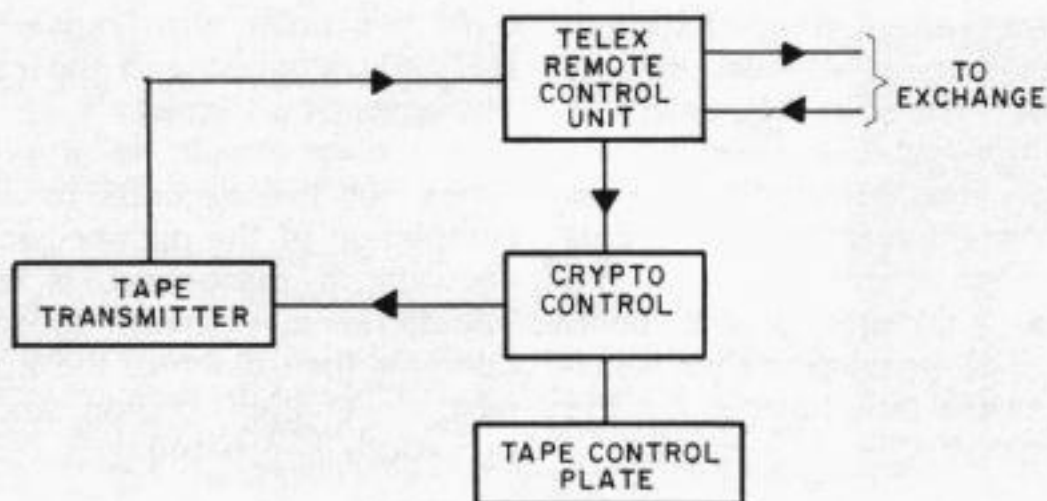 TELEX
REMOTE
CONTROL
UNIT
TO
EXCHANGE
TAPE
TRANSMITTER
CRYPTO
CONTROL
TAPE CONTROL
PLATE